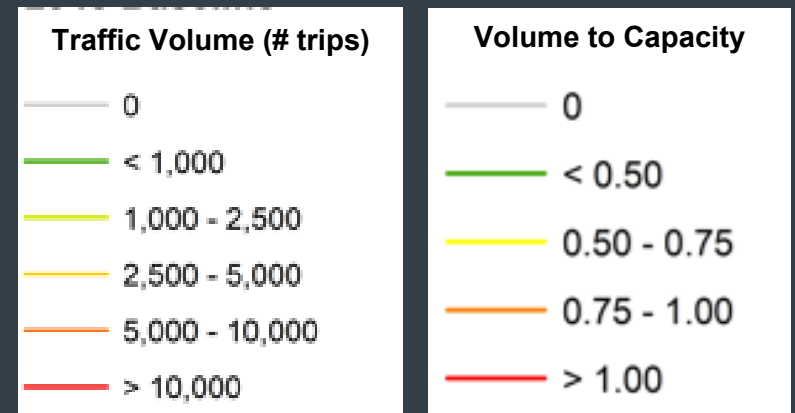 Traffic Volume (# trips)
0
< 1,000
1,000 - 2,500
2,500 - 5,000
5,000 - 10,000
> 10,000
Volume to Capacity
0
< 0.50
0.50 - 0.75
0.75 - 1.00
> 1.00